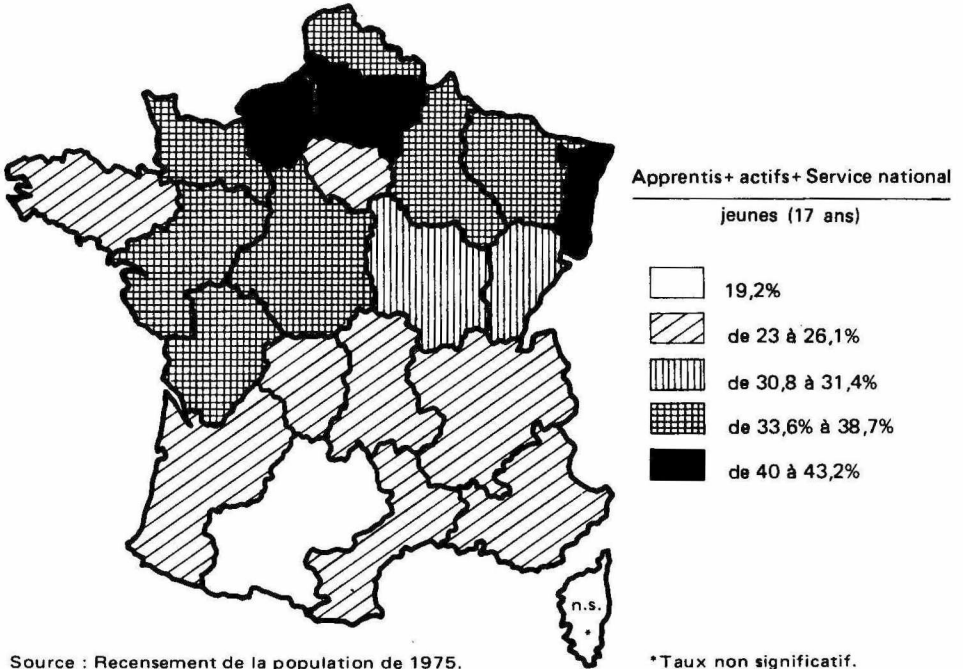 Apprentis+ actifs+ Service national
jeunes (17 ans)
19,2%
de 23 à 26,1%
de 30,8 à 31,4%
de 33,6% à 38,7%
de 40 à 43,2%
n.s.
*
Source : Recensement de la population de 1975.
*Taux non significatif.